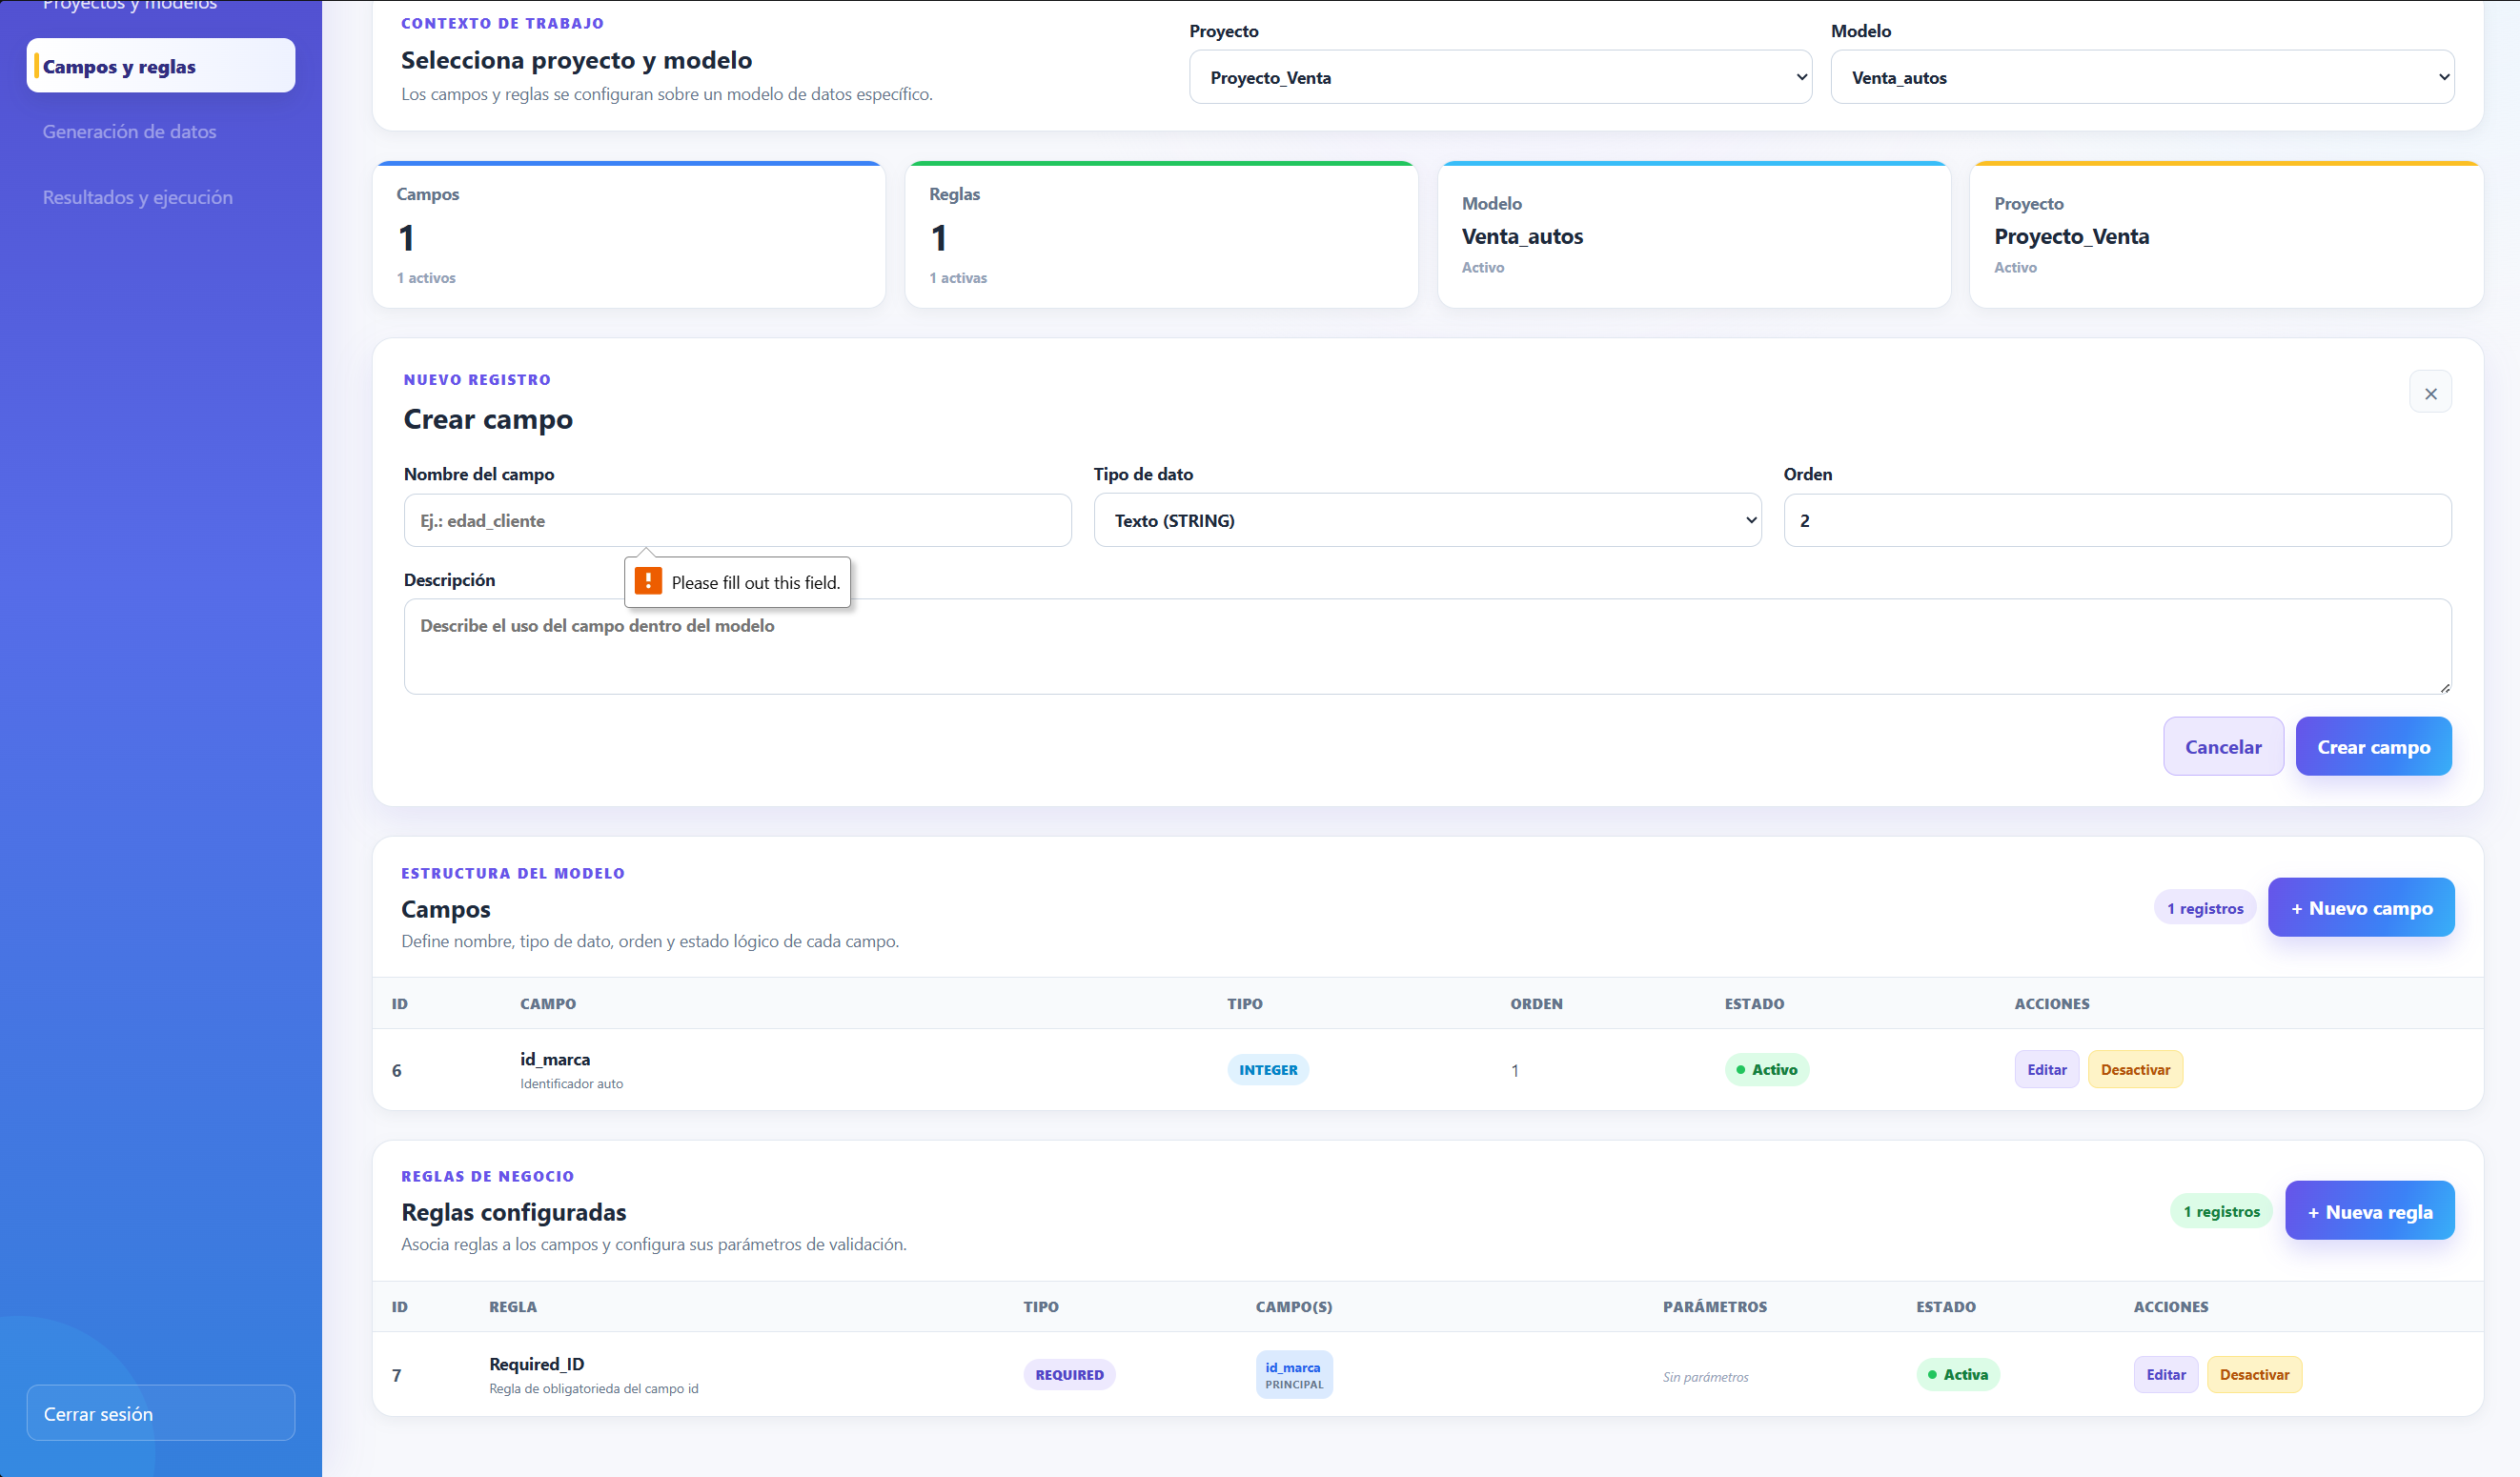 Proyectos y modelos
Campos y reglas
Generación de datos
Resultados y ejecución
Cerrar sesión
CONTEXTO DE TRABAJO
Selecciona proyecto y modelo
Los campos y reglas se configuran sobre un modelo de datos específico.
Proyecto
Proyecto_Venta
Modelo
Venta_autos
Campos
1
1 activos
Reglas
1
1 activas
Modelo
Venta_autos
Activo
Proyecto
Proyecto_Venta
Activo
NUEVO REGISTRO
Crear campo
×
Nombre del campo
Ej.: edad_cliente
Tipo de dato
Texto (STRING)
Orden
2
Please fill out this field.
Descripción
Describe el uso del campo dentro del modelo
Cancelar
Crear campo
ESTRUCTURA DEL MODELO
Campos
Define nombre, tipo de dato, orden y estado lógico de cada campo.
1 registros
+ Nuevo campo
ID CAMPO TIPO ORDEN ESTADO ACCIONES
6 id_marca INTEGER 1 Activo Editar Desactivar
Identificador auto
REGLAS DE NEGOCIO
Reglas configuradas
Asocia reglas a los campos y configura sus parámetros de validación.
1 registros
+ Nueva regla
ID REGLA TIPO CAMPO(S) PARÁMETROS ESTADO ACCIONES
7 Required_ID REQUIRED id_marca Sin parámetros Activa Editar Desactivar
Regla de obligatorieda del campo id PRINCIPAL